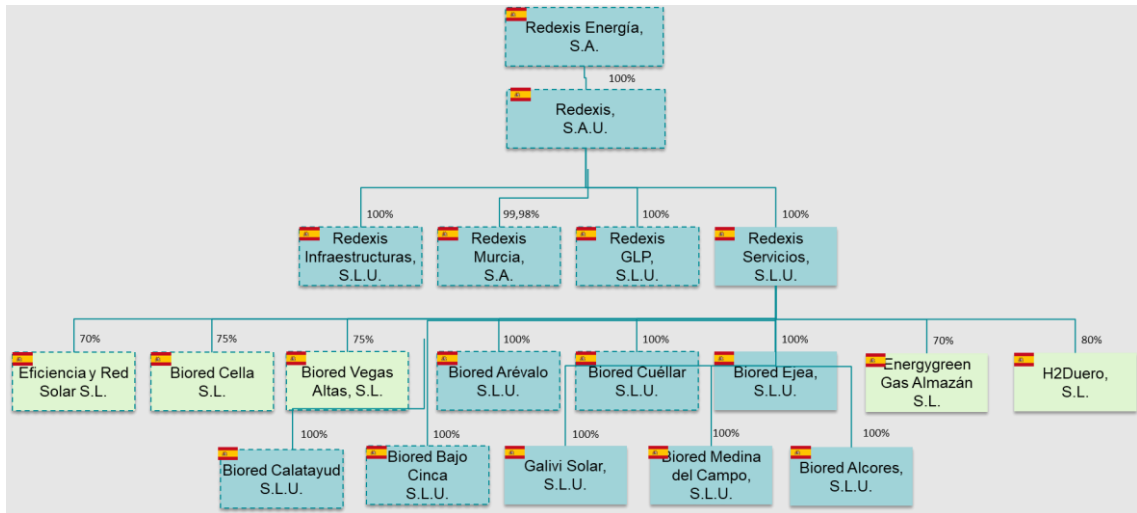 Redexis Energía,
S.A.
100%
Redexis,
S.A.U.
100%
99,98%
100%
100%
Redexis
Infraestructuras,
S.L.U.
Redexis
Murcia,
S.A.
Redexis
GLP,
S.L.U.
Redexis
Servicios,
S.L.U.
70%
75%
75%
100%
100%
100%
70%
80%
Eficiencia y Red
Solar S.L.
Biored Cella
S.L.
Biored Vegas
Altas, S.L.
Biored Arévalo
S.L.U.
Biored Cuéllar
S.L.U.
Biored Ejea,
S.L.U.
Energygreen
Gas Almazán
S.L.
H2Duero,
S.L.
100%
100%
100%
100%
100%
Biored Calatayud
S.L.U.
Biored Bajo
Cinca
S.L.U.
Galivi Solar,
S.L.U.
Biored Medina
del Campo,
S.L.U.
Biored Alcores,
S.L.U.